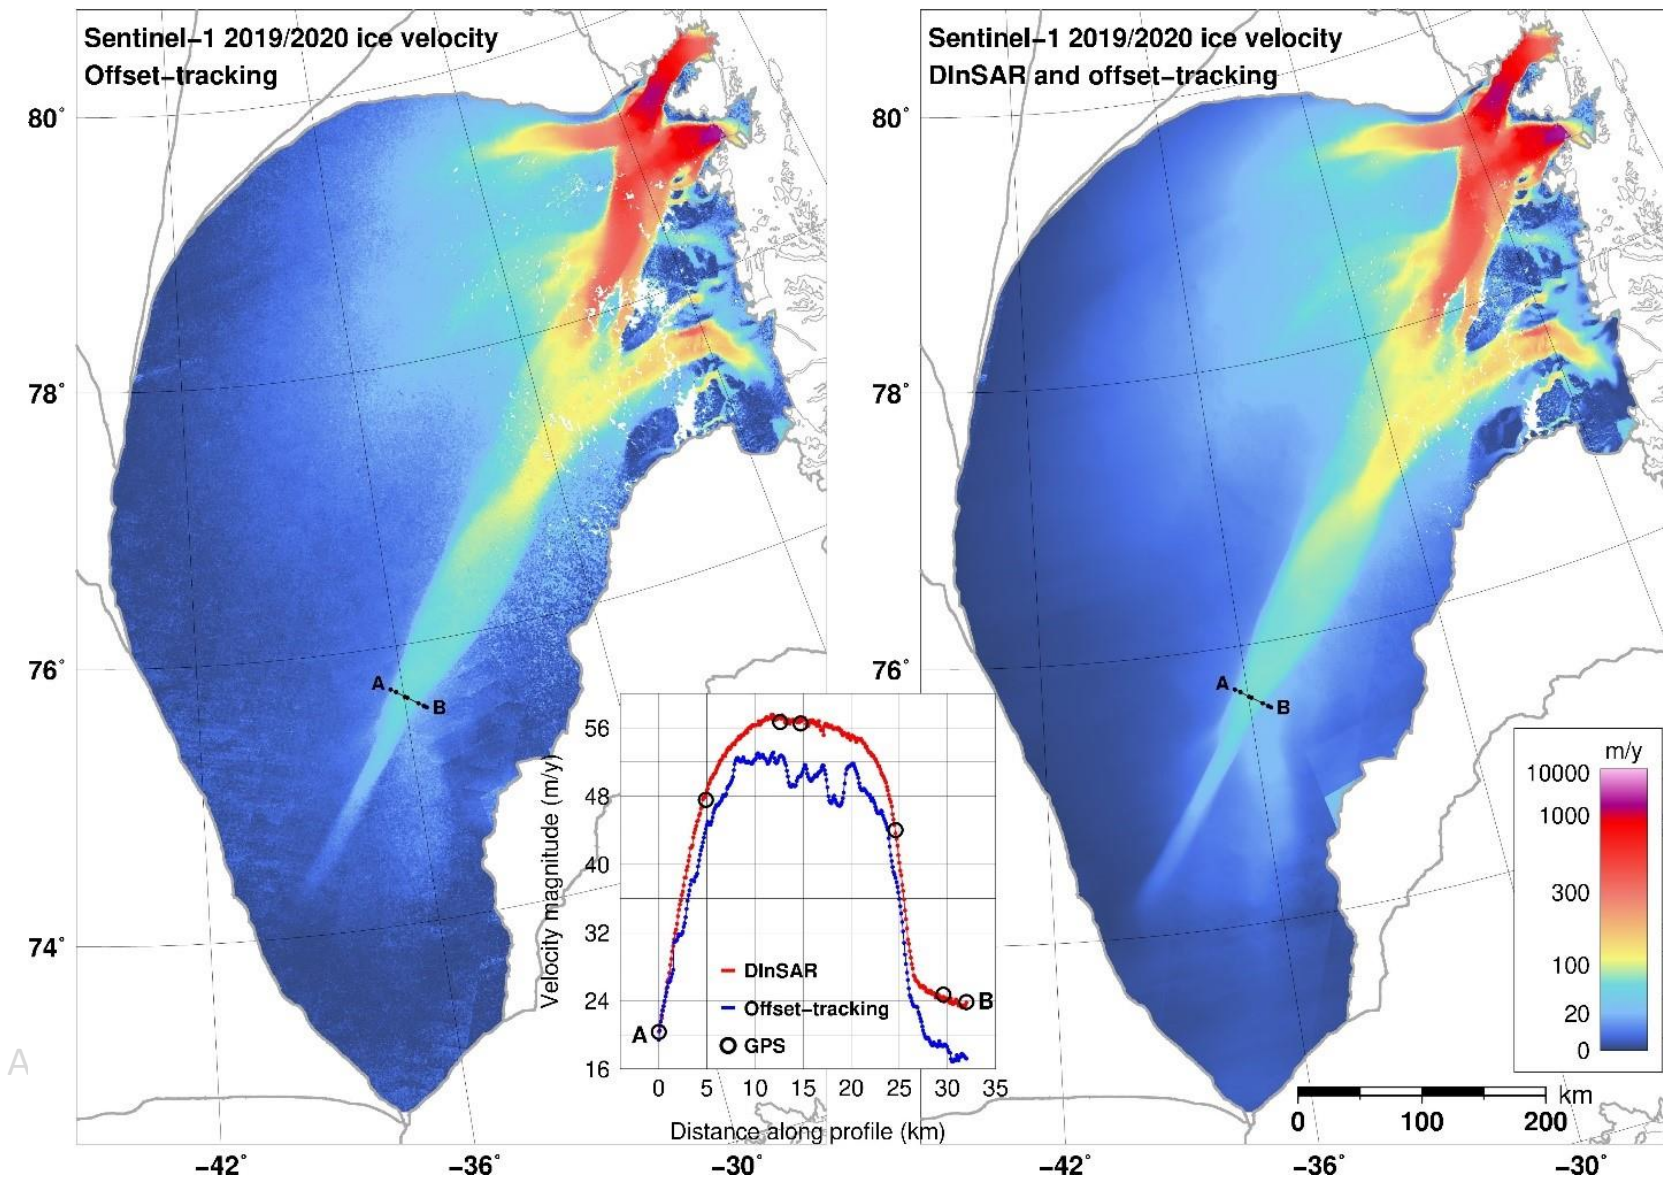 Sentinel-1 2019/2020 ice velocity
Offset-tracking
80°
78°
76°
74°
A
B
-42°
-36°
-30°
Velocity magnitude (m/y)
56
48
40
32
24
16
DInSAR
Offset-tracking
GPS
A
B
0 5 10 15 20 25 30 35
Distance along profile (km)
Sentinel-1 2019/2020 ice velocity
DInSAR and offset-tracking
80°
78°
76°
A
B
m/y
10000
1000
300
100
20
0
km
0 100 200
-42°
-36°
-30°
A